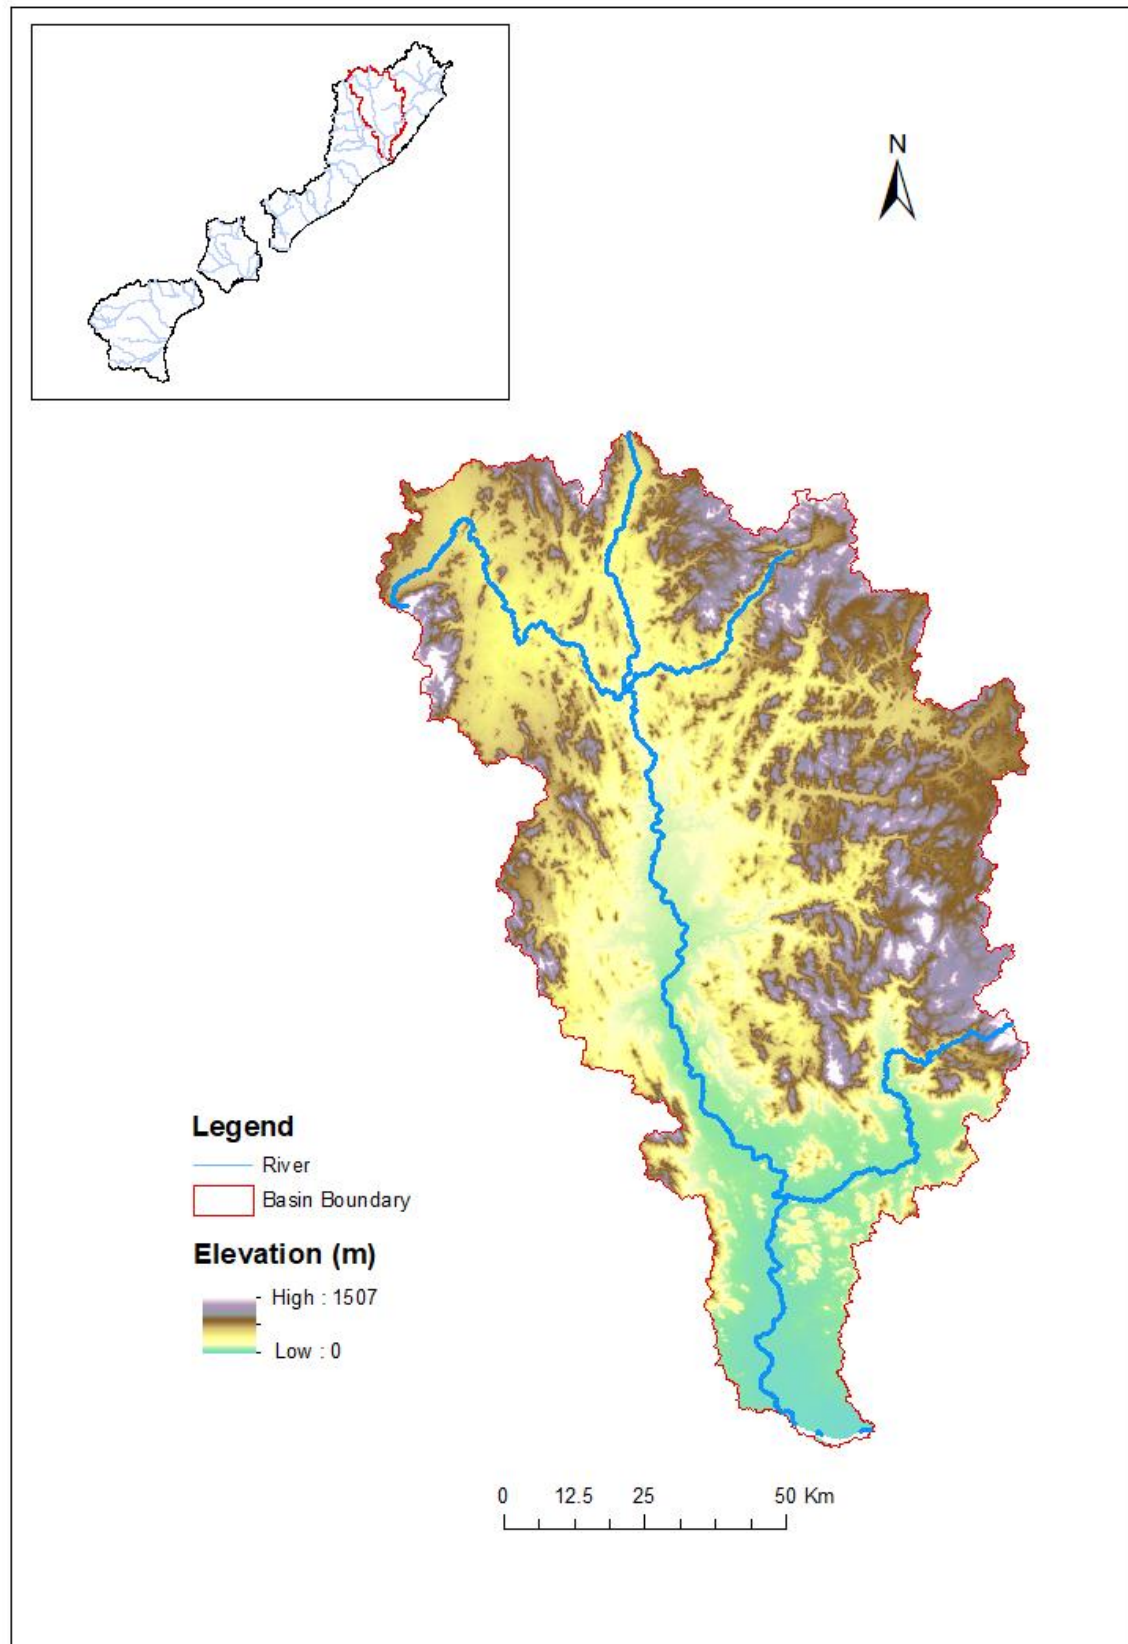 N
Legend
River
Basin Boundary
Elevation (m)
High : 1507
Low : 0
0 12.5 25 50 Km